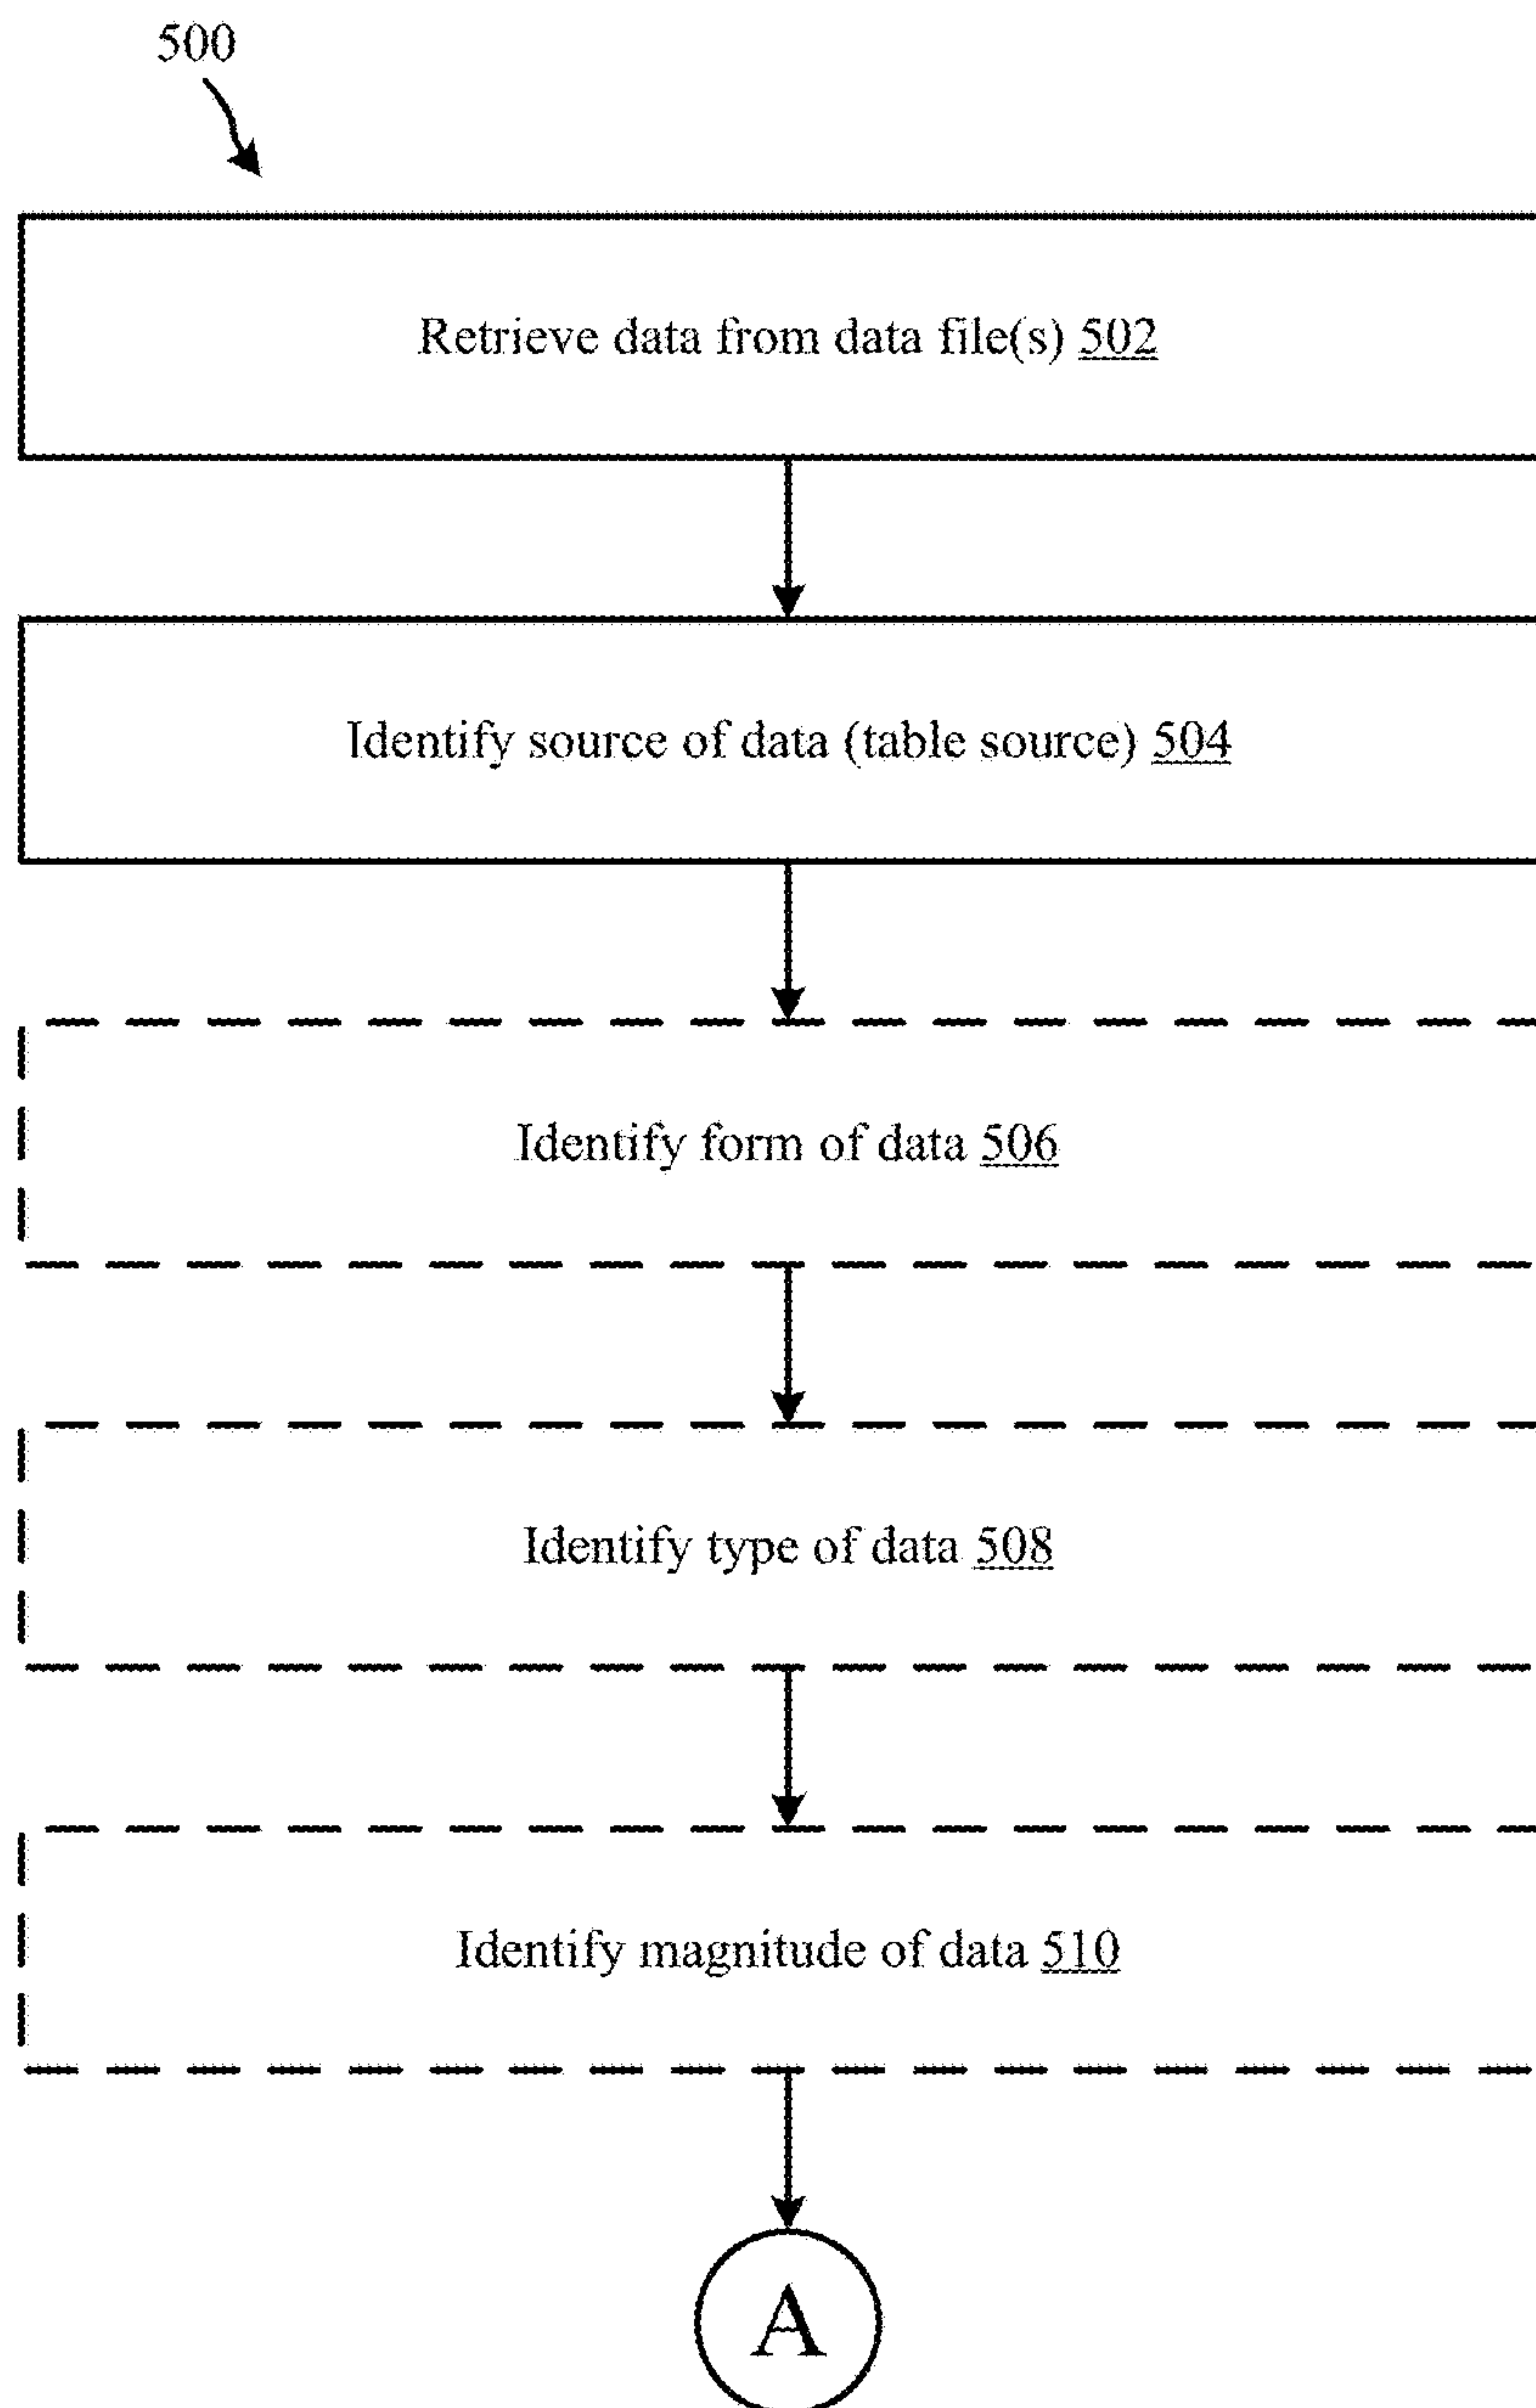 500
Retrieve data from data file(s) 502
Identify source of data (table source) 504
Identify form of data 506
Identify type of data 508
Identify magnitude of data 510
A